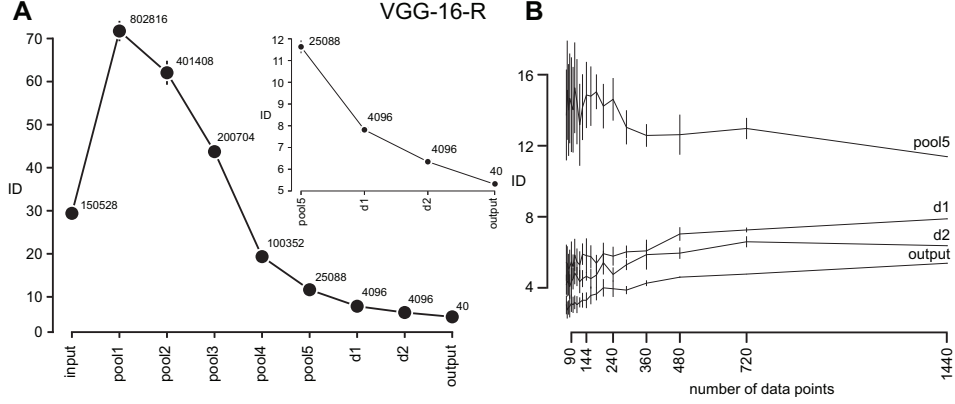 A
VGG-16-R
B
70
60
50
40
30
20
10
0
ID
802816
401408
200704
150528
100352
25088
4096
4096
40
input
pool1
pool2
pool3
pool4
pool5
d1
d2
output
12
11
10
9
8
7
6
5
ID
25088
4096
4096
40
pool5
d1
d2
output
16
12
8
4
ID
pool5
d1
d2
output
90
144
240
360
480
720
1440
number of data points